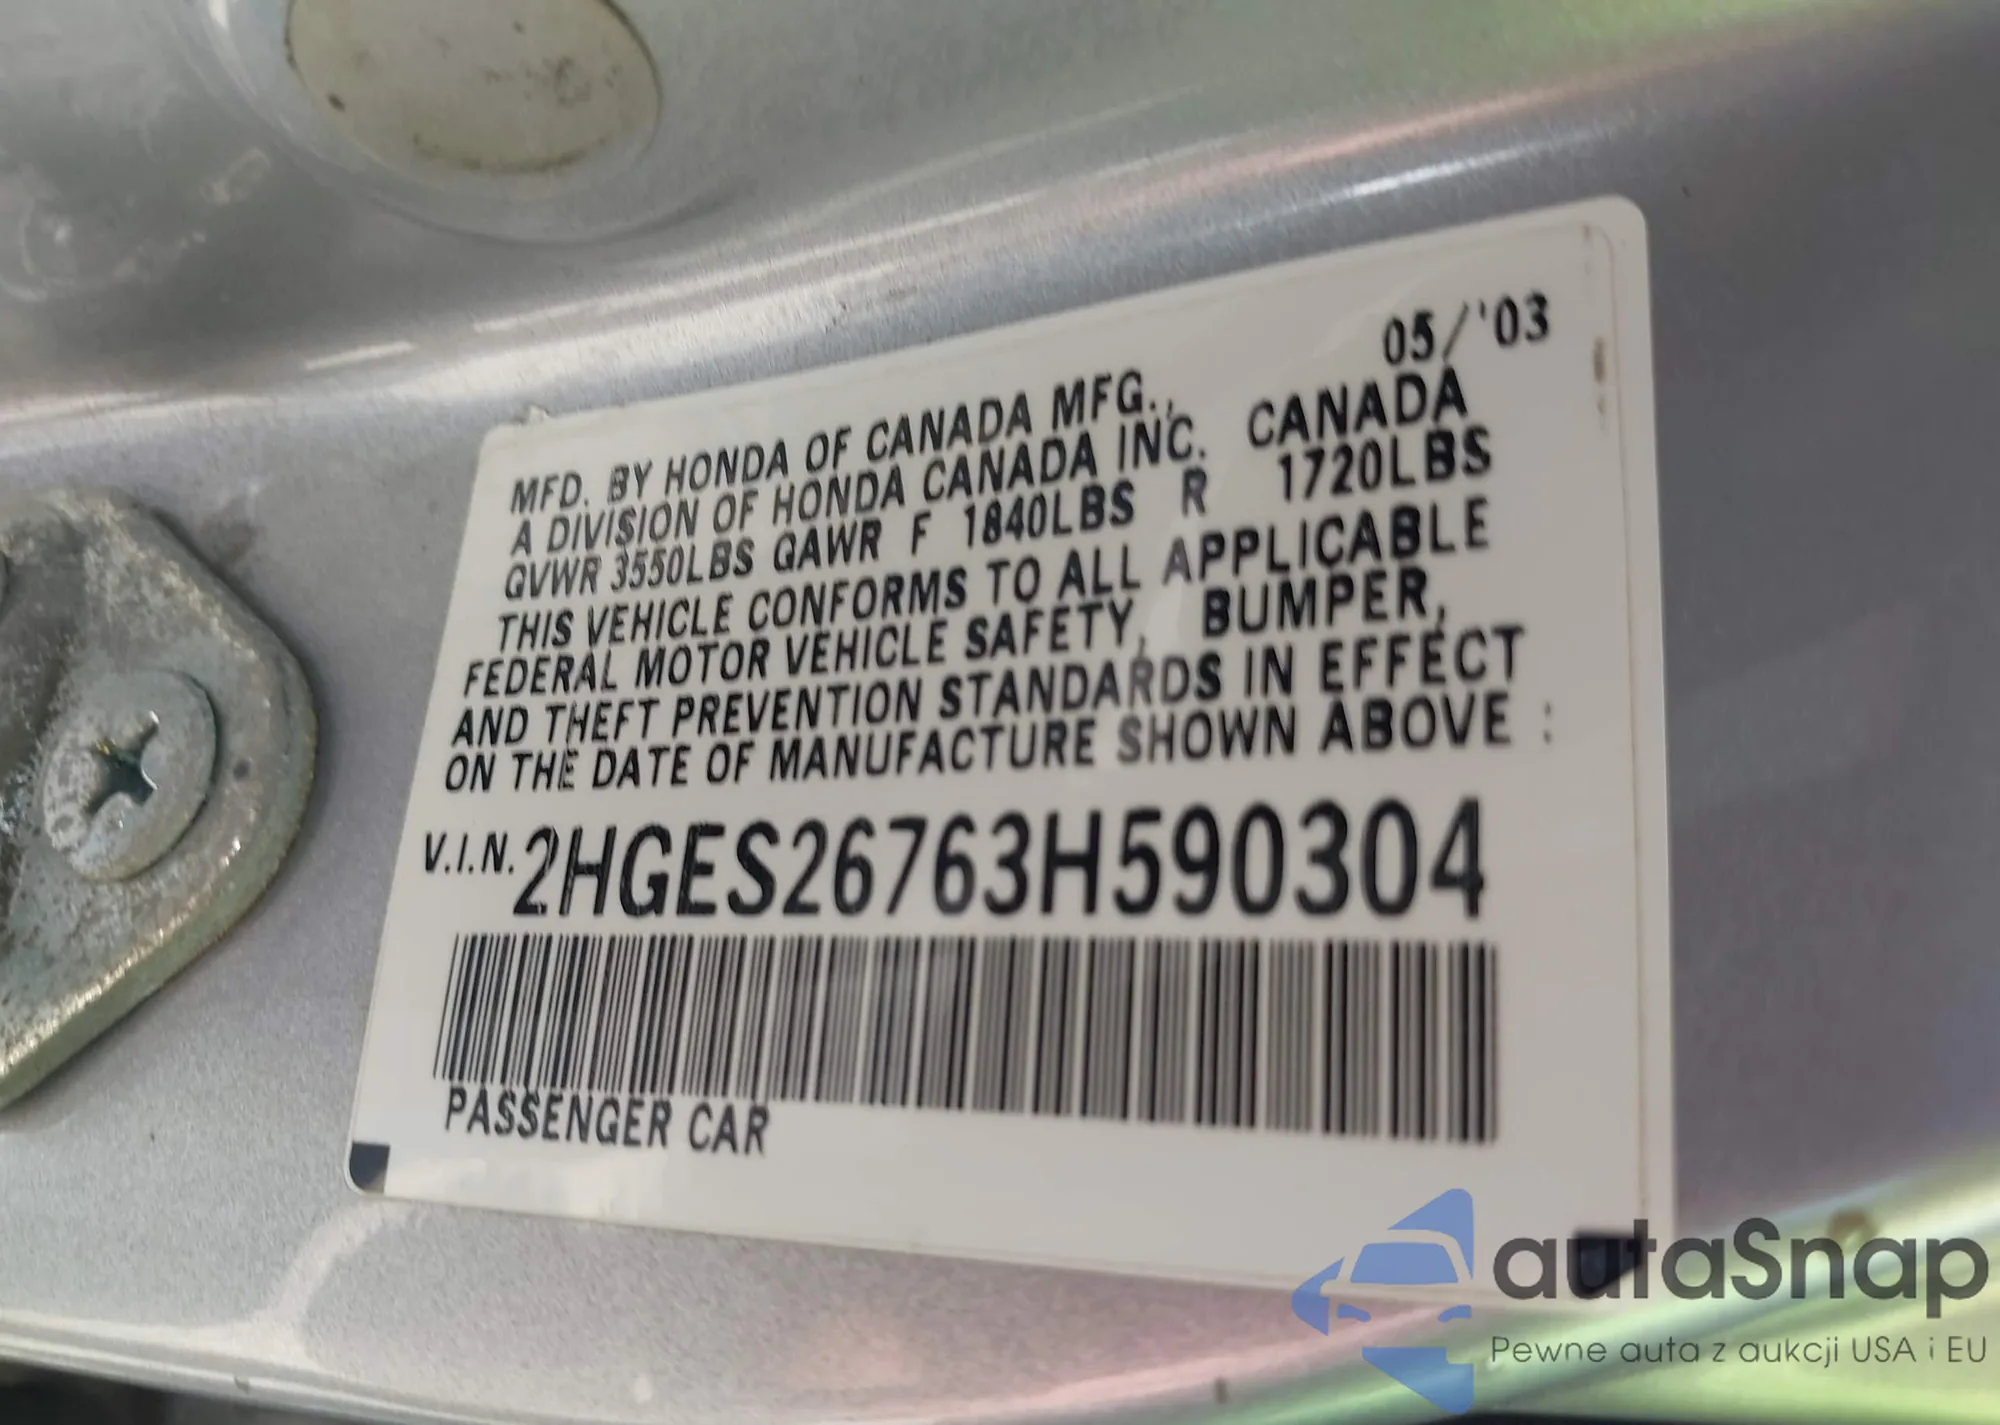 05/'03
MFD. BY HONDA OF CANADA MFG.,
A DIVISION OF HONDA CANADA INC. CANADA
GVWR 3550LBS GAWR F 1840LBS R 1720LBS
THIS VEHICLE CONFORMS TO ALL APPLICABLE
FEDERAL MOTOR VEHICLE SAFETY, BUMPER,
AND THEFT PREVENTION STANDARDS IN EFFECT
ON THE DATE OF MANUFACTURE SHOWN ABOVE :
V.I.N. 2HGES26763H590304
PASSENGER CAR
autaSnap
Pewne auta z aukcji USA i EU